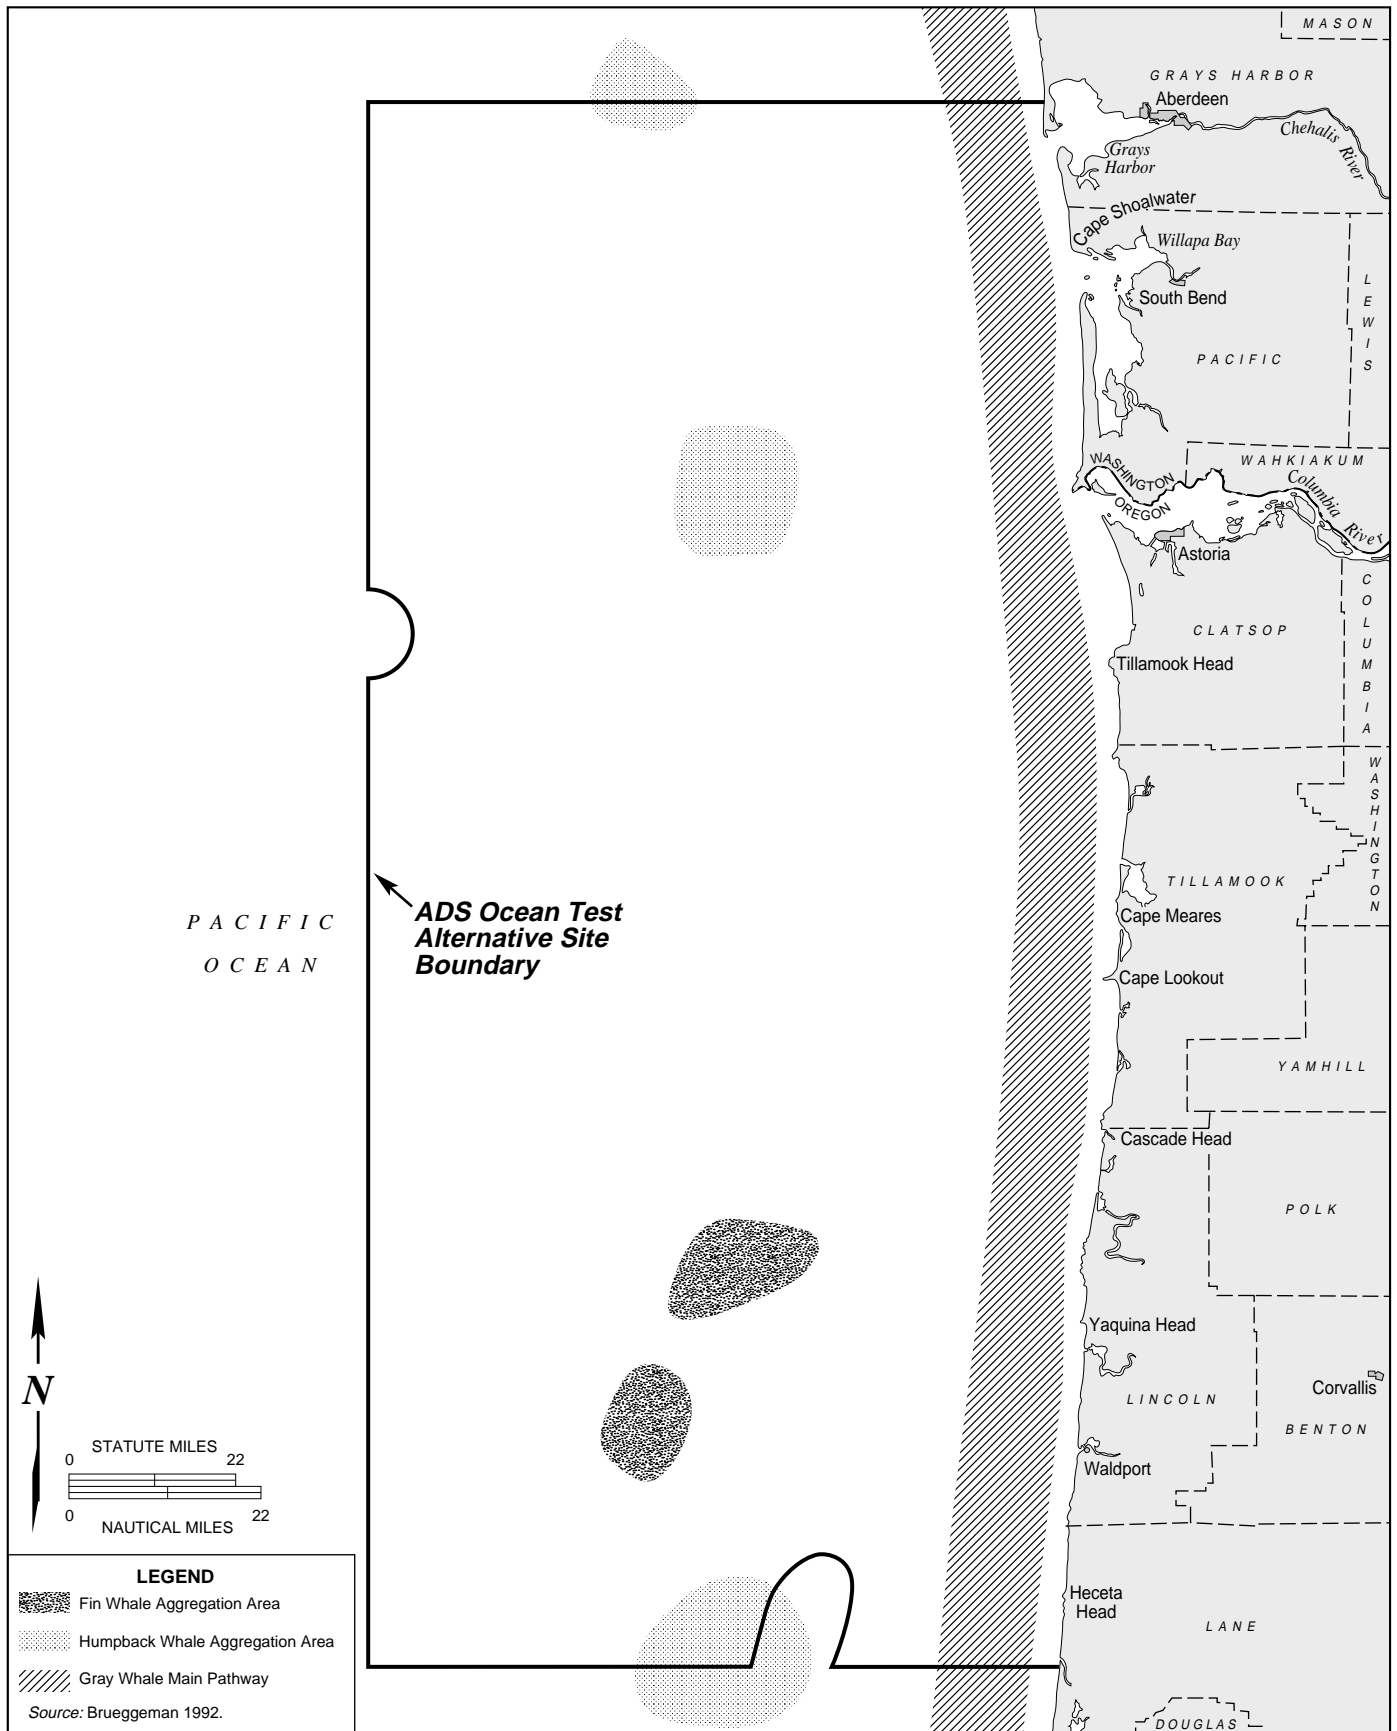 MASON
GRAYS HARBOR
Aberdeen
Chehalis River
Grays
Harbor
Cape Shoalwater
Willapa Bay
South Bend
LEWIS
PACIFIC
WAHKIAKUM
WASHINGTON
OREGON
Columbia River
Astoria
COLUMBIA
CLATSOP
Tillamook Head
WASHINGTON
TILLAMOOK
ADS Ocean Test
Alternative Site
Boundary
PACIFIC
OCEAN
Cape Meares
Cape Lookout
YAMHILL
Cascade Head
POLK
Yaquina Head
N
Corvallis
LINCOLN
BENTON
STATUTE MILES
0 22
0 22
NAUTICAL MILES
Waldport
LEGEND
Fin Whale Aggregation Area
Humpback Whale Aggregation Area
Gray Whale Main Pathway
Source: Brueggeman 1992.
Heceta
Head
LANE
DOUGLAS